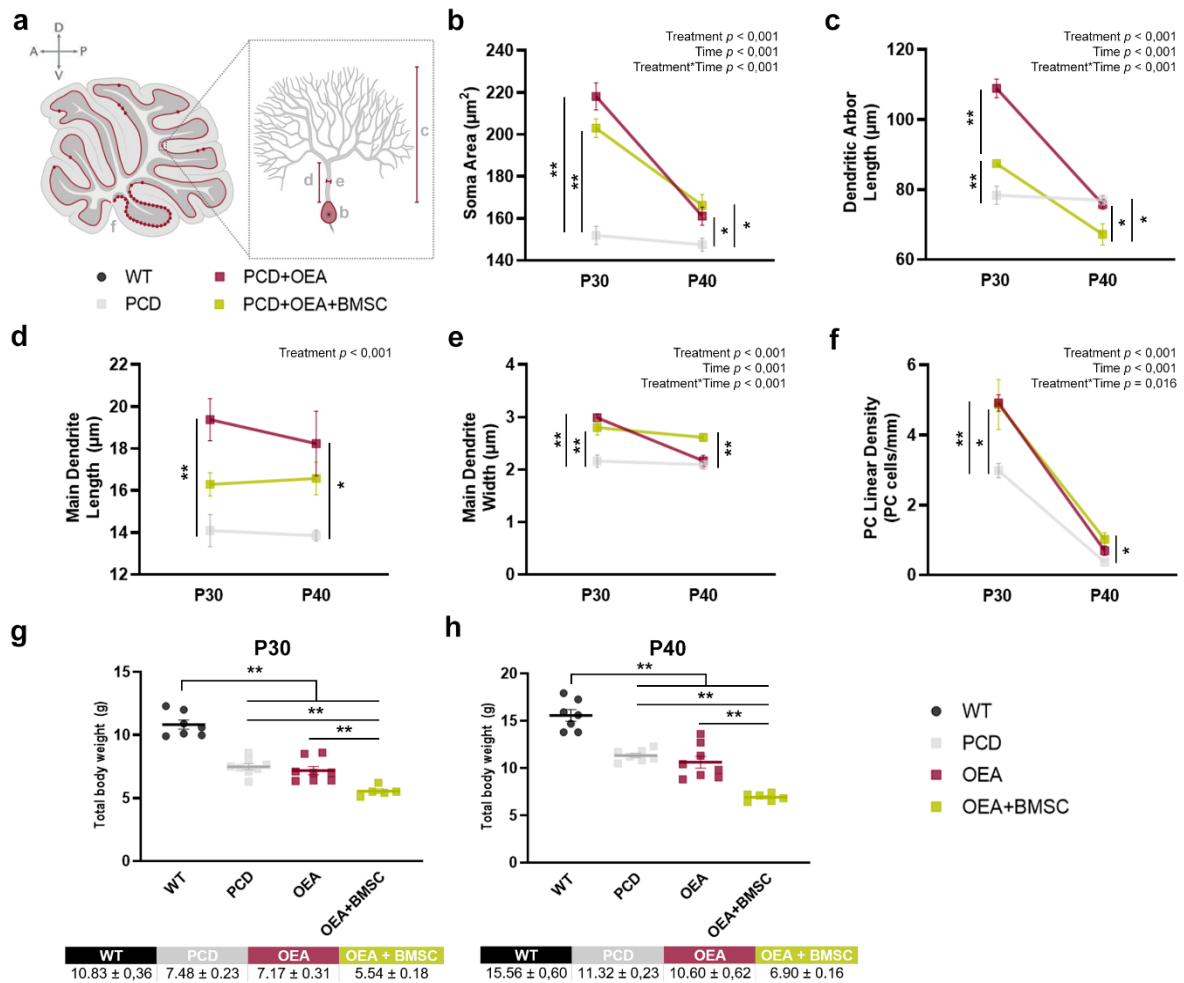 a
D
A
P
V
c
d
e
b
f
WT
PCD+OEA
PCD
PCD+OEA+BMSC
b
Treatment p < 0,001
Time p < 0,001
Treatment*Time p < 0,001
Soma Area (µm²)
240
220
200
180
160
140
**
**
*
*
P30
P40
c
Treatment p < 0,001
Time p < 0,001
Treatment*Time p < 0,001
Dendritic Arbor
Length (µm)
120
100
80
60
**
**
*
*
P30
P40
d
Treatment p < 0,001
Main Dendrite
Length (µm)
22
20
18
16
14
12
**
*
P30
P40
e
Treatment p < 0,001
Time p < 0,001
Treatment*Time p < 0,001
Main Dendrite
Width (µm)
4
3
2
1
0
**
**
**
P30
P40
f
Treatment p < 0,001
Time p < 0,001
Treatment*Time p = 0,016
PC Linear Density
(PC cells/mm)
6
4
2
0
**
*
*
P30
P40
g
P30
Total body weight (g)
15
10
5
0
**
**
**
WT
PCD
OEA
OEA+BMSC
WT PCD OEA OEA + BMSC
10.83 ± 0,36 7.48 ± 0.23 7.17 ± 0.31 5.54 ± 0.18
h
P40
Total body weight (g)
20
15
10
5
0
**
**
**
WT
PCD
OEA
OEA+BMSC
WT PCD OEA OEA + BMSC
15.56 ± 0,60 11.32 ± 0,23 10.60 ± 0,62 6.90 ± 0.16
WT
PCD
OEA
OEA+BMSC